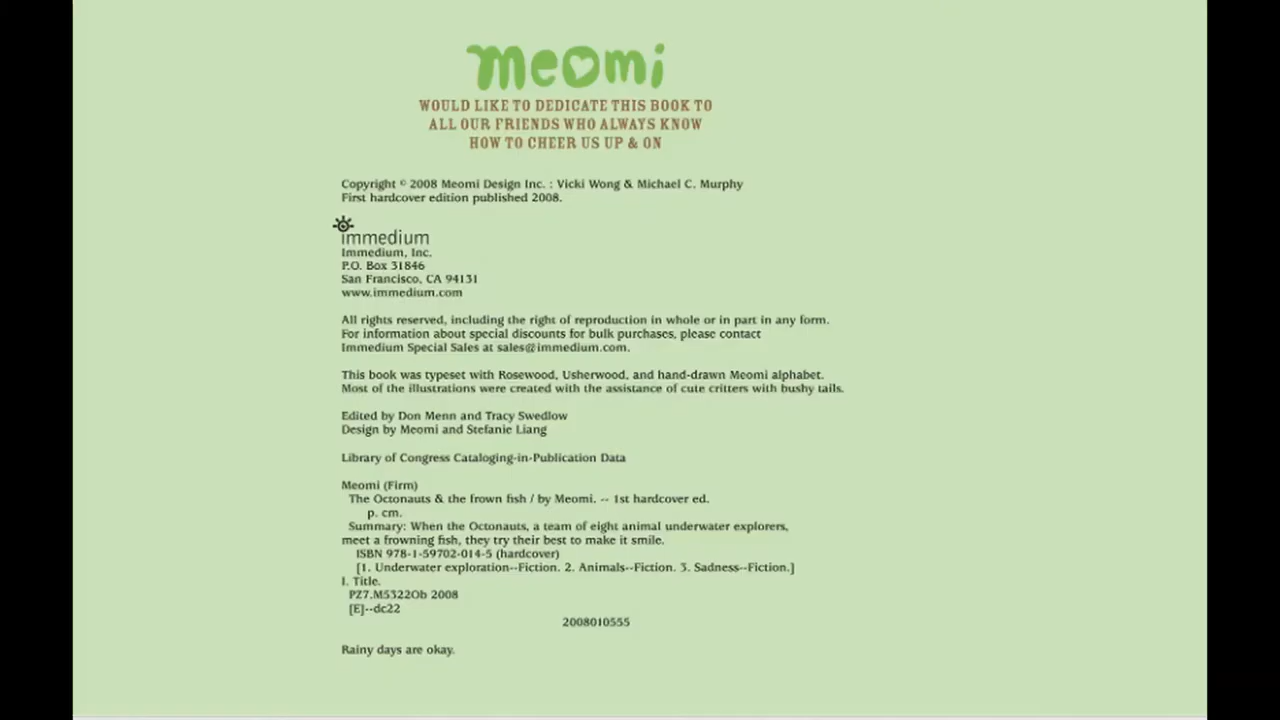 meomi
WOULD LIKE TO DEDICATE THIS BOOK TO
ALL OUR FRIENDS WHO ALWAYS KNOW
HOW TO CHEER US UP & ON
Copyright © 2008 Meomi Design Inc. : Vicki Wong & Michael C. Murphy
First hardcover edition published 2008.
immedium
Immedium, Inc.
P.O. Box 31846
San Francisco, CA 94131
www.immedium.com
All rights reserved, including the right of reproduction in whole or in part in any form.
For information about special discounts for bulk purchases, please contact
Immedium Special Sales at sales@immedium.com.
This book was typeset with Rosewood, Usherwood, and hand-drawn Meomi alphabet.
Most of the illustrations were created with the assistance of cute critters with bushy tails.
Edited by Don Menn and Tracy Swedlow
Design by Meomi and Stefanie Liang
Library of Congress Cataloging-in-Publication Data
Meomi (Firm)
The Octonauts & the frown fish / by Meomi. -- 1st hardcover ed.
p. cm.
Summary: When the Octonauts, a team of eight animal underwater explorers,
meet a frowning fish, they try their best to make it smile.
ISBN 978-1-59702-014-5 (hardcover)
[1. Underwater exploration--Fiction. 2. Animals--Fiction. 3. Sadness--Fiction.]
I. Title.
PZ7.M5322Ob 2008
[E]--dc22
2008010555
Rainy days are okay.